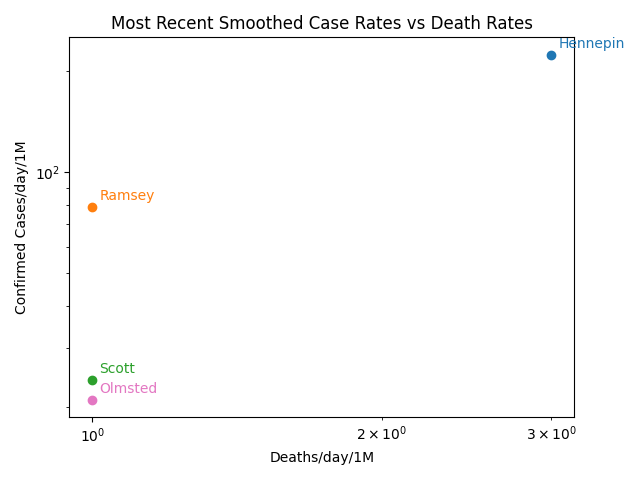 Most Recent Smoothed Case Rates vs Death Rates
Hennepin
Confirmed Cases/day/1M
10²
Ramsey
Scott
Olmsted
10⁰
2 × 10⁰
3 × 10⁰
Deaths/day/1M